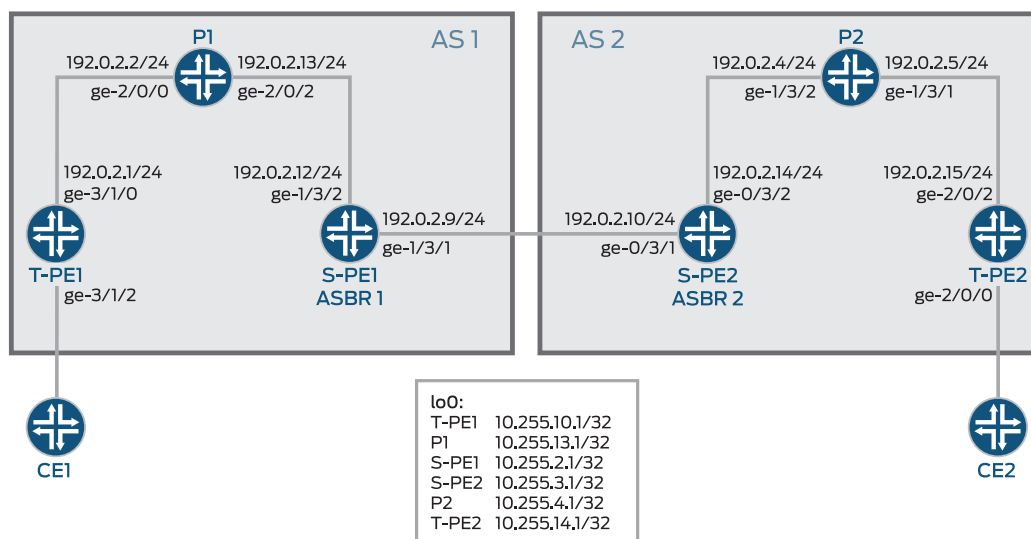 P1
AS 1
192.0.2.2/24
192.0.2.13/24
ge-2/0/0
ge-2/0/2
192.0.2.1/24
ge-3/1/0
192.0.2.12/24
ge-1/3/2
192.0.2.9/24
ge-1/3/1
T-PE1
S-PE1
ASBR 1
ge-3/1/2
CE1
AS 2
P2
192.0.2.4/24
192.0.2.5/24
ge-1/3/2
ge-1/3/1
192.0.2.14/24
ge-0/3/2
192.0.2.15/24
ge-2/0/2
192.0.2.10/24
ge-0/3/1
S-PE2
ASBR 2
T-PE2
ge-2/0/0
CE2
lo0:
T-PE1 10.255.10.1/32
P1 10.255.13.1/32
S-PE1 10.255.2.1/32
S-PE2 10.255.3.1/32
P2 10.255.4.1/32
T-PE2 10.255.14.1/32